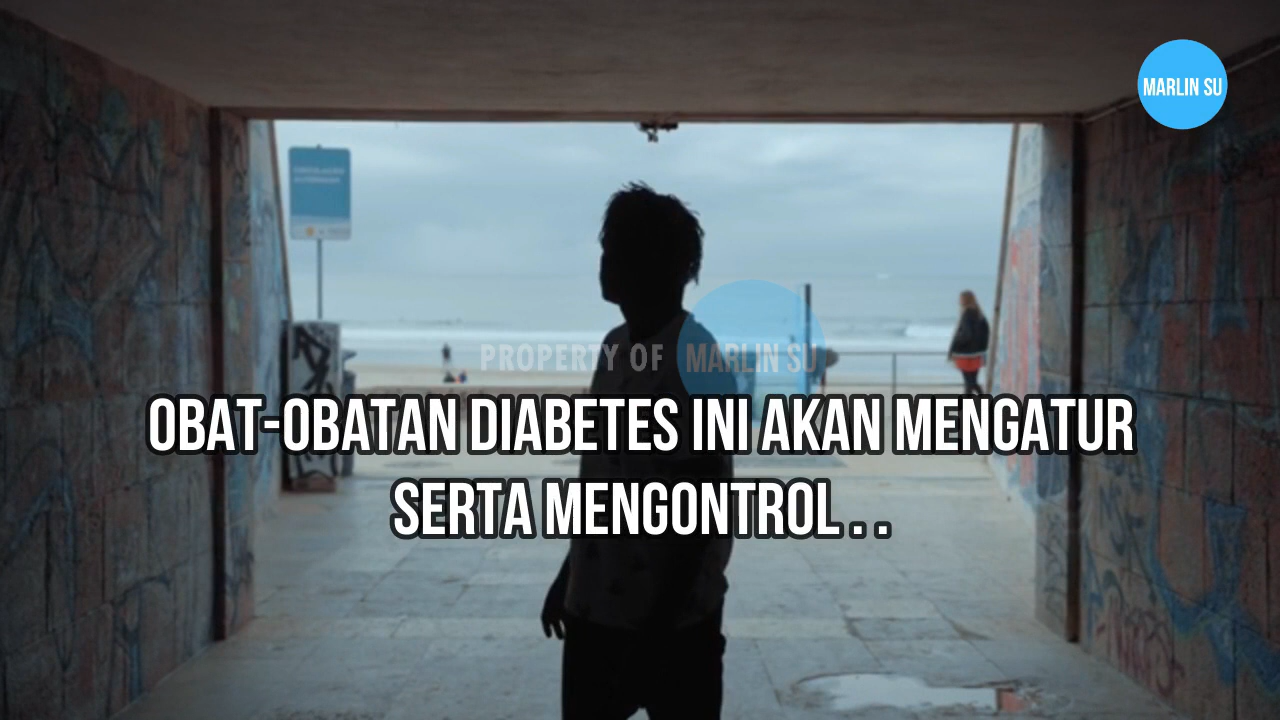 MARLIN SU
PROPERTY OF MARLIN SU
OBAT-OBATAN DIABETES INI AKAN MENGATUR
SERTA MENGONTROL . .